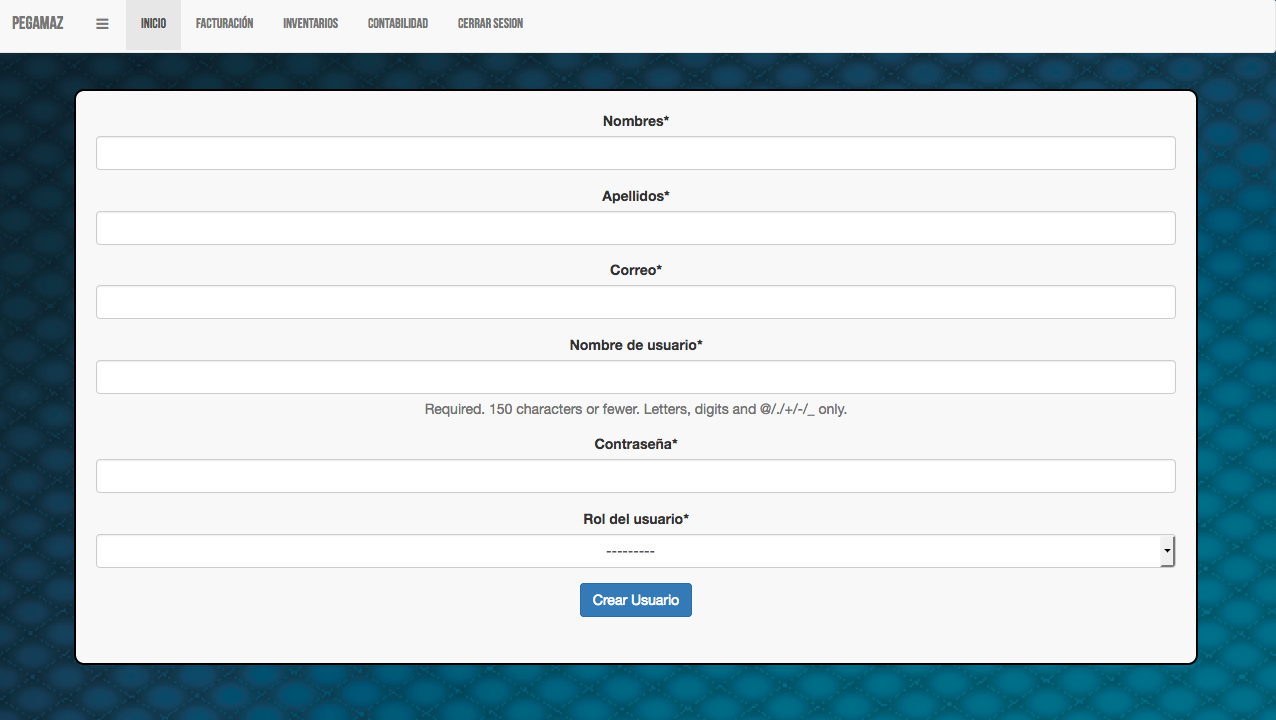 PEGAMAZ INICIO FACTURACIÓN INVENTARIOS CONTABILIDAD CERRAR SESION
Nombres*
Apellidos*
Correo*
Nombre de usuario*
Required. 150 characters or fewer. Letters, digits and @/./+/-/_ only.
Contraseña*
Rol del usuario*
---------
Crear Usuario